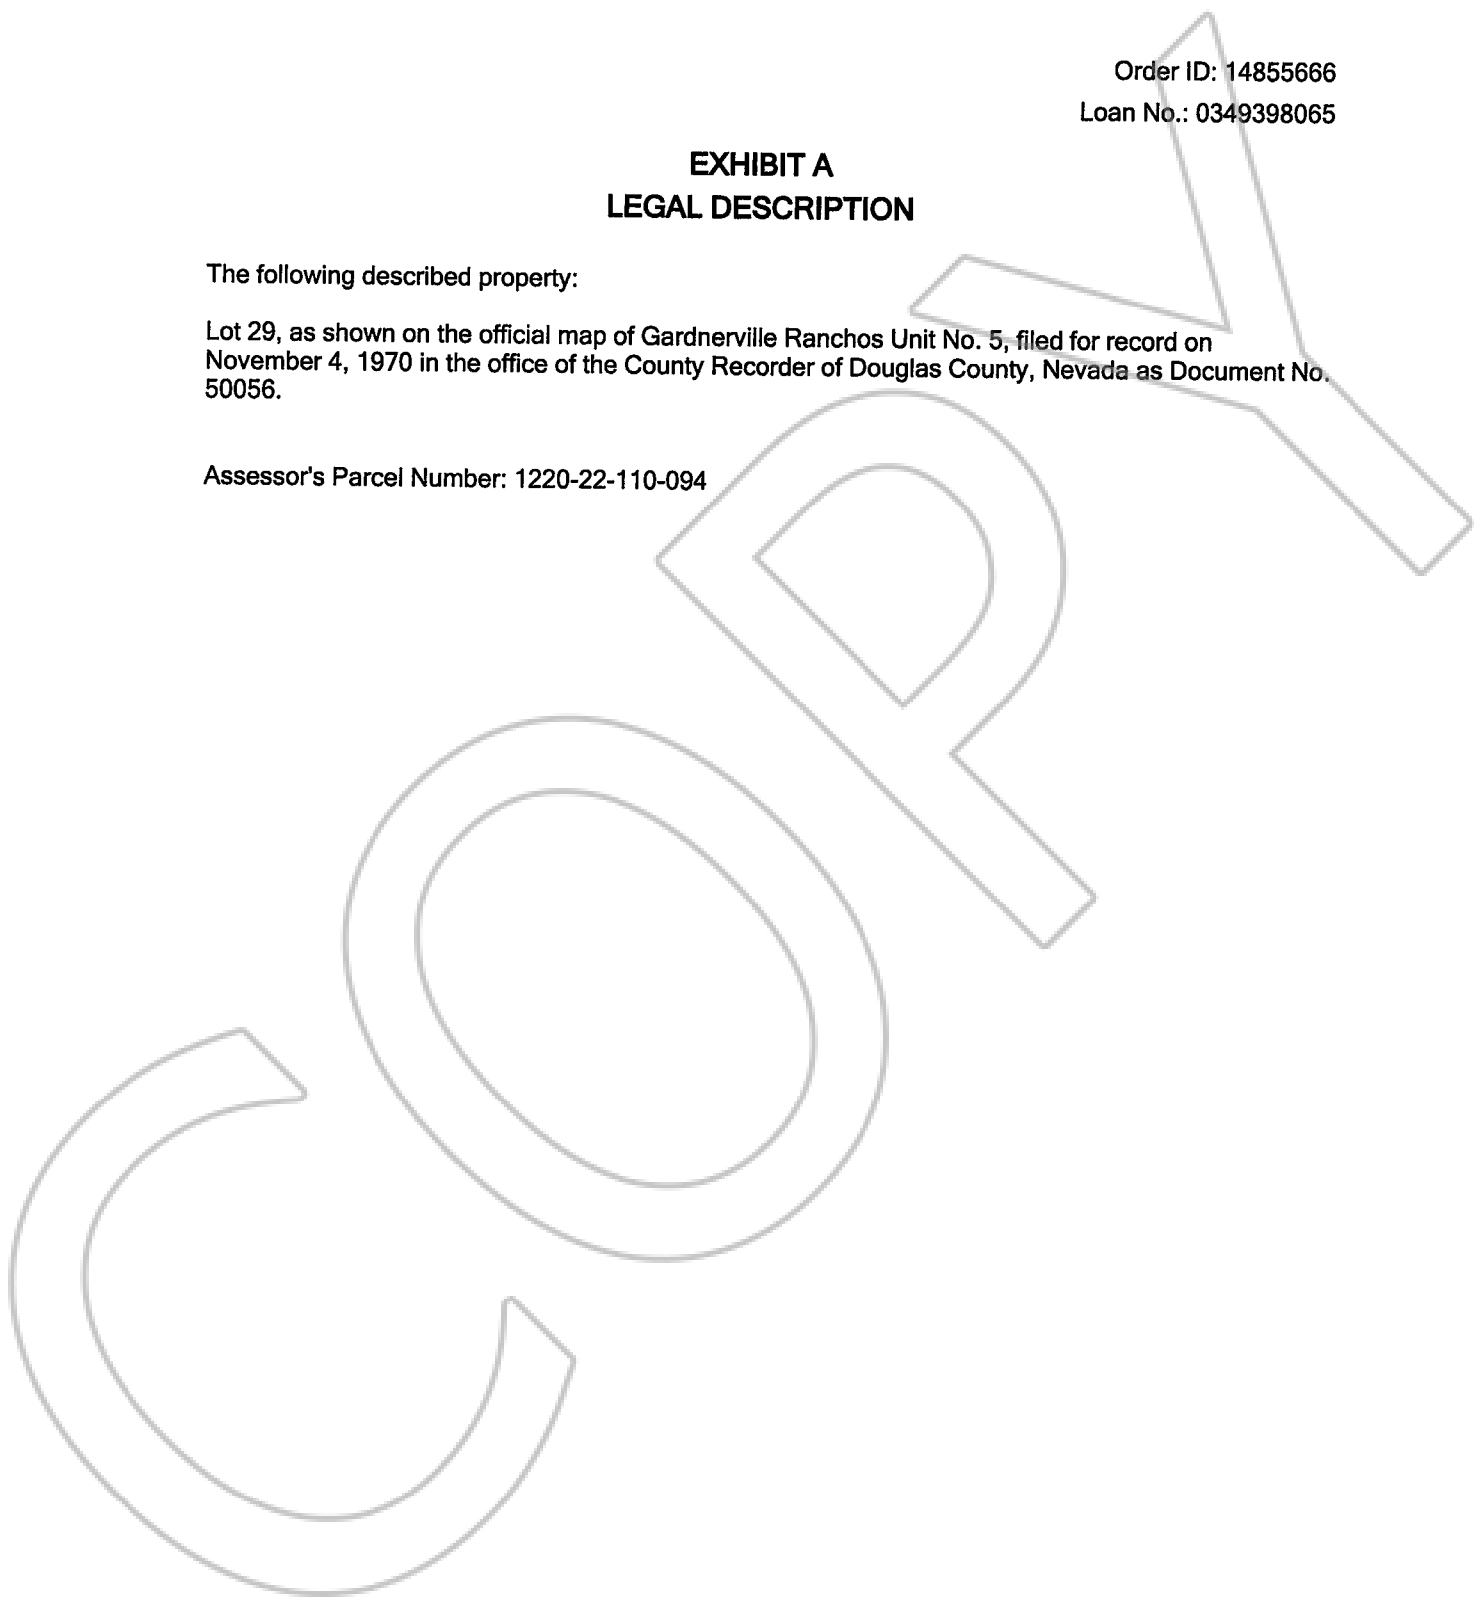 Order ID: 14855666
Loan No.: 0349398065
EXHIBIT A
LEGAL DESCRIPTION
The following described property:
Lot 29, as shown on the official map of Gardnerville Ranchos Unit No. 5, filed for record on
November 4, 1970 in the office of the County Recorder of Douglas County, Nevada as Document No.
50056.
Assessor's Parcel Number: 1220-22-110-094
COPY